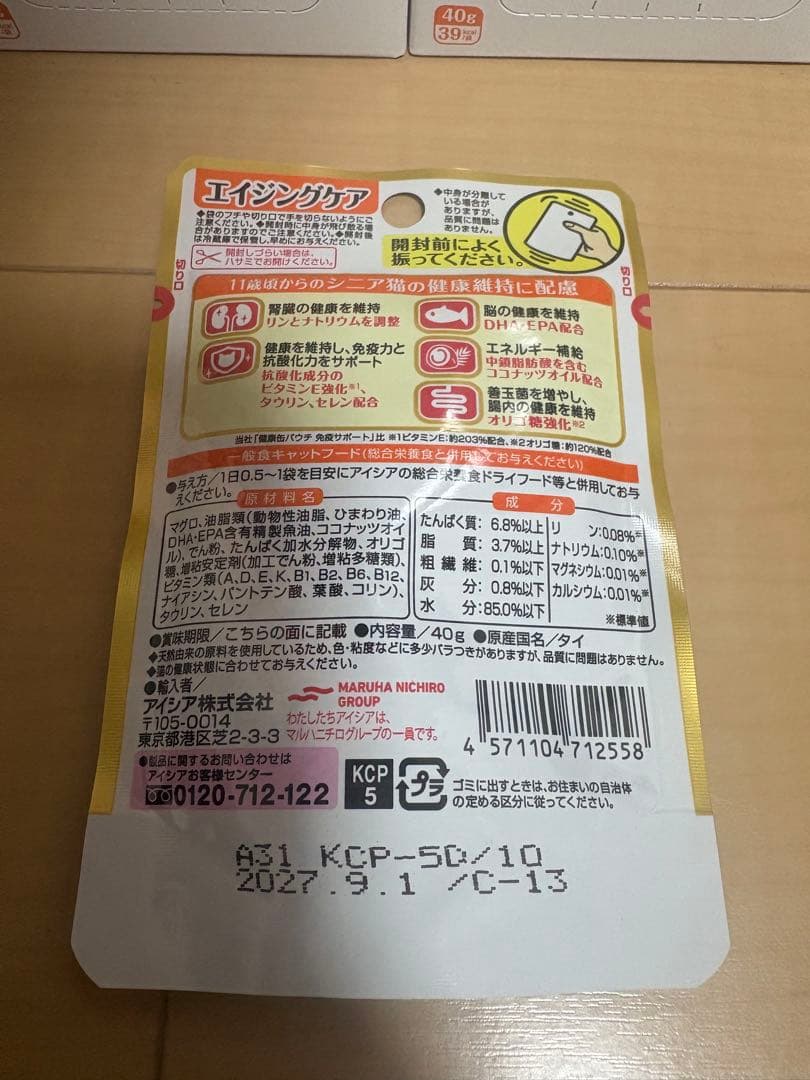 40g
39kcal/袋
エイジングケア
◆袋のフチや切り口で手を切らないようにご
注意ください。◆開封時に中身が飛び散る場
合がありますのでご注意ください。◆開封後
は冷蔵庫で保管し、早めにお与えください。
開封しづらい場合は、
ハサミでお開けください。
◆中身が分離して
いる場合が
ありますが、
品質に問題は
ありません。
開封前によく
振ってください。
切り口
切り口
11歳頃からのシニア猫の健康維持に配慮
腎臓の健康を維持
リンとナトリウムを調整
健康を維持し、免疫力と
抗酸化力をサポート
抗酸化成分の
ビタミンE強化※1、
タウリン、セレン配合
脳の健康を維持
DHA・EPA配合
エネルギー補給
中鎖脂肪酸を含む
ココナッツオイル配合
善玉菌を増やし、
腸内の健康を維持
オリゴ糖強化※2
当社「健康缶パウチ 免疫サポート」比 ※1ビタミンE:約203%配合、※2オリゴ糖:約120%配合
一般食キャットフード(総合栄養食と併用してお与えください)
●与え方/1日0.5~1袋を目安にアイシアの総合栄養食ドライフード等と併用してお与
えください。
原材料名
マグロ、油脂類(動物性油脂、ひまわり油、
DHA・EPA含有精製魚油、ココナッツオイ
ル)、でん粉、たんぱく加水分解物、オリゴ
糖、増粘安定剤(加工でん粉、増粘多糖類)、
ビタミン類(A、D、E、K、B1、B2、B6、B12、
ナイアシン、パントテン酸、葉酸、コリン)、
タウリン、セレン
成分
たんぱく質:6.8%以上
脂質:3.7%以上
粗繊維:0.1%以下
灰分:0.8%以下
水分:85.0%以下
リン:0.08%※
ナトリウム:0.10%※
マグネシウム:0.01%※
カルシウム:0.01%※
※標準値
●賞味期限/こちらの面に記載 ●内容量/40g ●原産国名/タイ
◆天然由来の原料を使用しているため、色・粘度などに多少バラつきがありますが、品質に問題はありません。
◆猫の健康状態に合わせてお与えください。
●輸入者/
アイシア株式会社
〒105-0014
東京都港区芝2-3-3
MARUHA NICHIRO
GROUP
わたしたちアイシアは、
マルハニチログループの一員です。
4 571104 712558
●製品に関するお問い合わせは
アイシアお客様センター
0120-712-122
KCP
5
プラ
ゴミに出すときは、お住まいの自治体
の定める区分に従ってください。
A31 KCP-5D/10
2027.9.1 /C-13